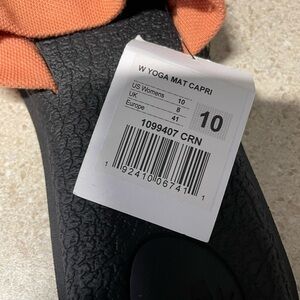 W YOGA MAT CAPRI
US Womens 10
UK 8
Europe 41
10
1099407 CRN
1 92410 06741 1